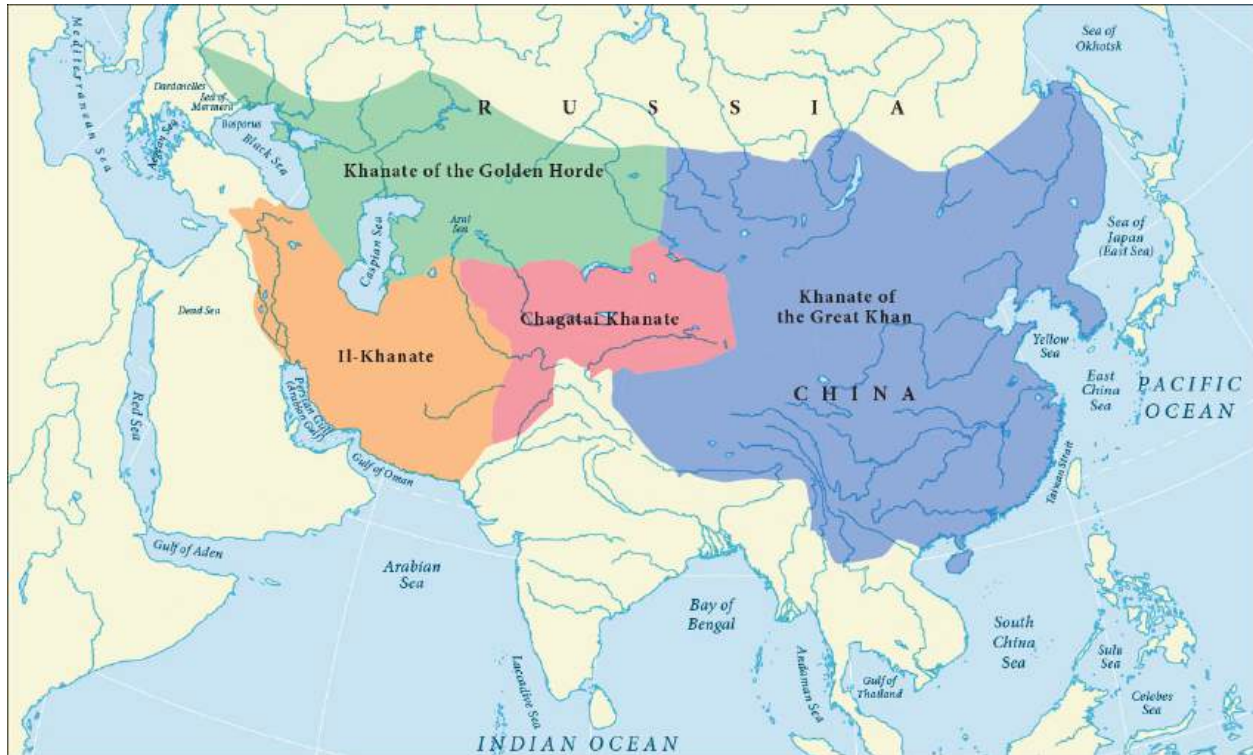 Mediterranean Sea
Dardanelles
Sea of
Marmara
Bosporus
Aegean Sea
Black Sea
R U S S I A
Sea of
Okhotsk
Khanate of the Golden Horde
Caspian Sea
Aral
Sea
Sea of
Japan
(East Sea)
Dead Sea
Il-Khanate
Chagatai Khanate
Khanate of
the Great Khan
C H I N A
Yellow
Sea
East
China
Sea
PACIFIC
OCEAN
Red Sea
Persian Gulf
(Arabian Gulf)
Gulf of Oman
Taiwan Strait
Gulf of Aden
Arabian
Sea
Bay of
Bengal
South
China
Sea
Sulu
Sea
Celebes
Sea
Laccadive Sea
Andaman Sea
Gulf of
Thailand
INDIAN OCEAN